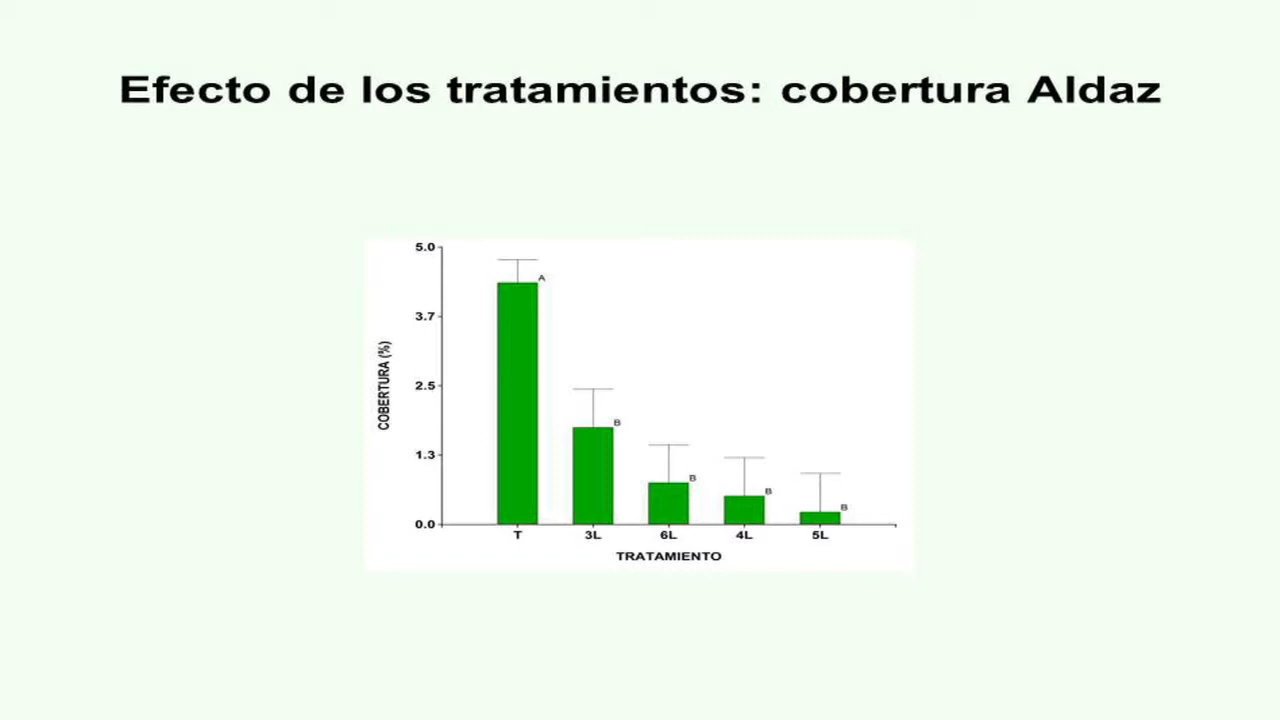 Efecto de los tratamientos: cobertura Aldaz
5.0
3.7
2.5
1.3
0.0
COBERTURA (%)
A
B
B
B
B
T 3L 6L 4L 5L
TRATAMIENTO